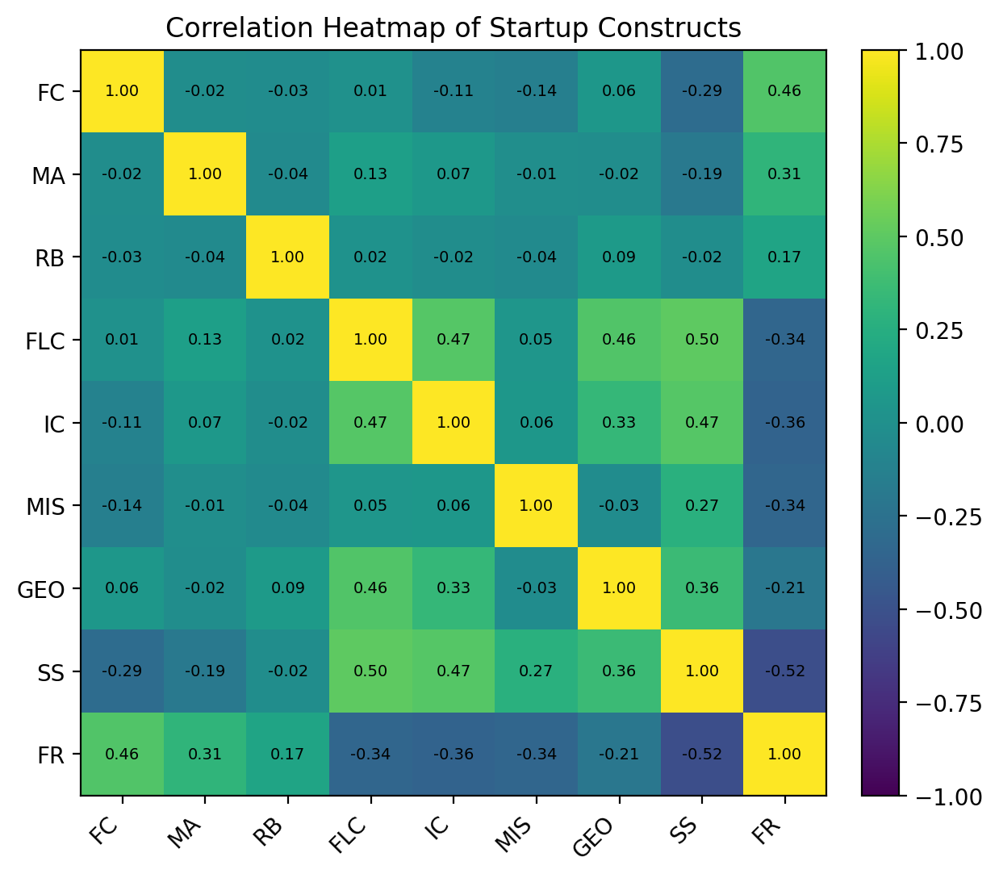 Correlation Heatmap of Startup Constructs
FC 1.00 -0.02 -0.03 0.01 -0.11 -0.14 0.06 -0.29 0.46
MA -0.02 1.00 -0.04 0.13 0.07 -0.01 -0.02 -0.19 0.31
RB -0.03 -0.04 1.00 0.02 -0.02 -0.04 0.09 -0.02 0.17
FLC 0.01 0.13 0.02 1.00 0.47 0.05 0.46 0.50 -0.34
IC -0.11 0.07 -0.02 0.47 1.00 0.06 0.33 0.47 -0.36
MIS -0.14 -0.01 -0.04 0.05 0.06 1.00 -0.03 0.27 -0.34
GEO 0.06 -0.02 0.09 0.46 0.33 -0.03 1.00 0.36 -0.21
SS -0.29 -0.19 -0.02 0.50 0.47 0.27 0.36 1.00 -0.52
FR 0.46 0.31 0.17 -0.34 -0.36 -0.34 -0.21 -0.52 1.00
FC MA RB FLC IC MIS GEO SS FR
1.00
0.75
0.50
0.25
0.00
−0.25
−0.50
−0.75
−1.00